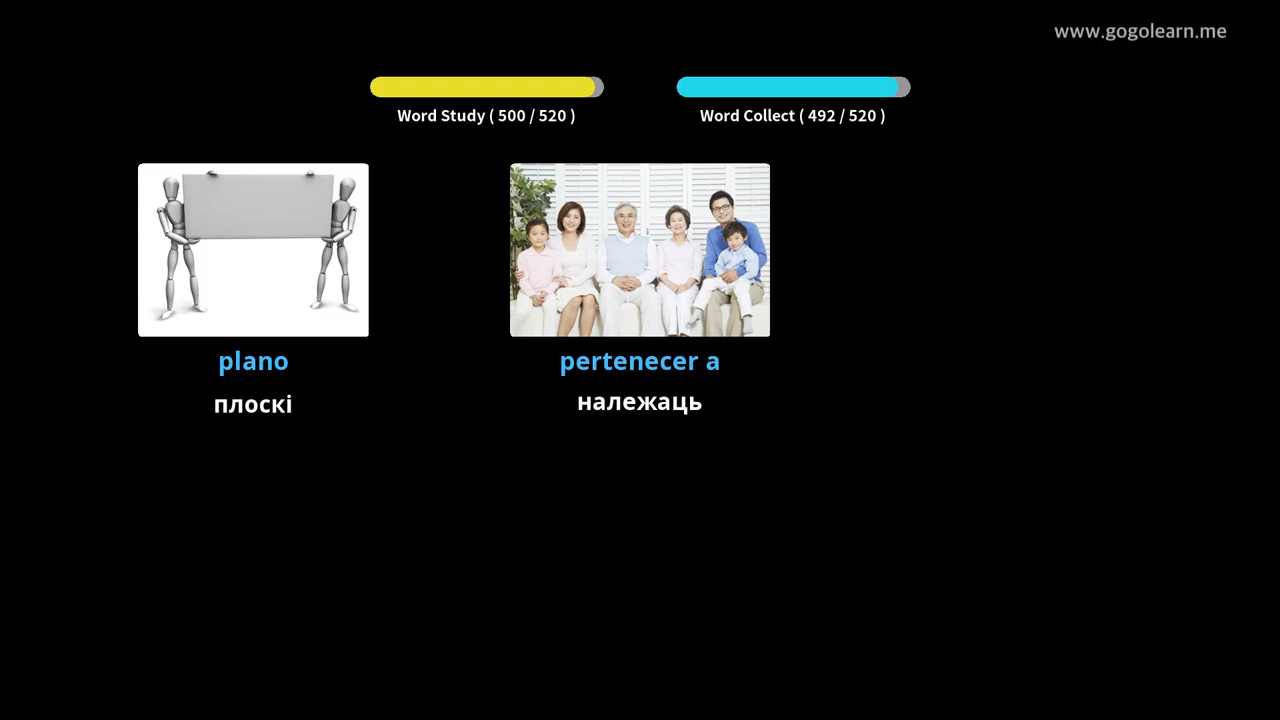 www.gogolearn.me
Word Study ( 500 / 520 )
Word Collect ( 492 / 520 )
plano
плоскі
pertenecer a
належаць